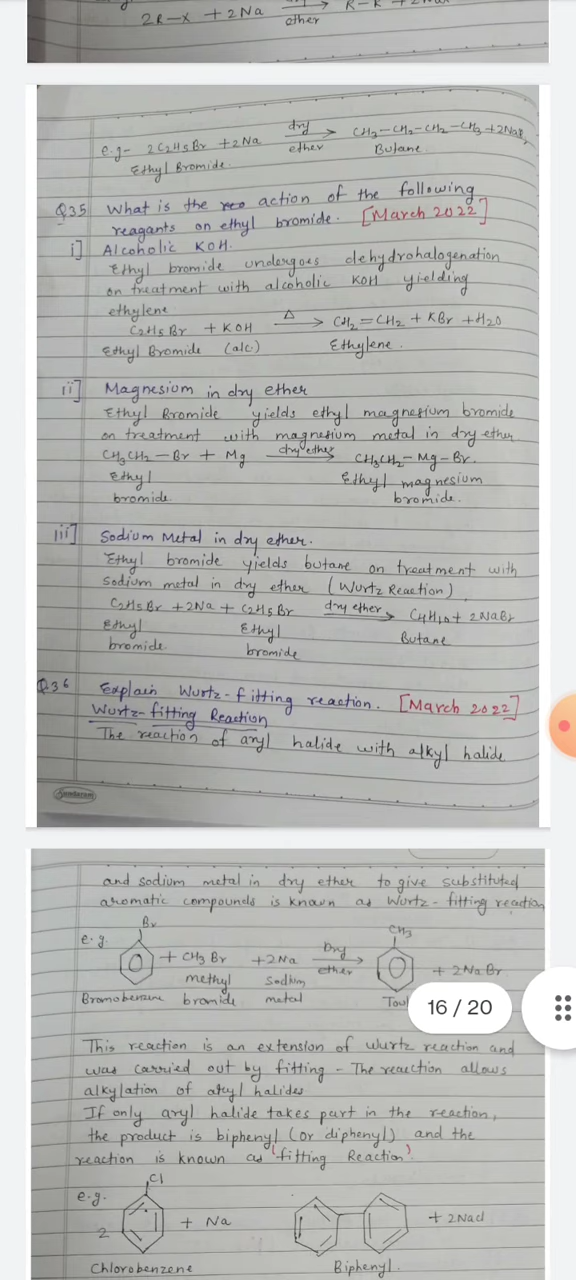 2R-X + 2Na → R-R
ether
e.g- 2C2H5Br + 2Na dry ether → CH3-CH2-CH2-CH3 + 2NaBr
Ethyl Bromide Butane
Q35 What is the action of the following
reagants on ethyl bromide. [March 2022]
i] Alcoholic KOH.
Ethyl bromide undergoes dehydrohalogenation
on treatment with alcoholic KOH yielding
ethylene
C2H5Br + KOH Δ → CH2=CH2 + KBr + H2O
Ethyl Bromide (alc) Ethylene.
ii] Magnesium in dry ether
Ethyl Bromide yields ethyl magnesium bromide
on treatment with magnesium metal in dry ether
CH3CH2-Br + Mg dry ether → CH3CH2-Mg-Br.
Ethyl Ethyl magnesium
bromide bromide.
iii] Sodium Metal in dry ether.
Ethyl bromide yields butane on treatment with
Sodium metal in dry ether (Wurtz Reaction)
C2H5Br + 2Na + C2H5Br dry ether → C4H10 + 2NaBr
Ethyl Ethyl Butane
bromide bromide
Q36 Explain Wurtz-fitting reaction. [March 2022]
Wurtz-fitting Reaction
The reaction of aryl halide with alkyl halide
Sundaram
and sodium metal in dry ether to give substituted
aromatic compounds is known as Wurtz-fitting reaction
Br CH3
e.g. + CH3Br + 2Na Dry ether → + 2NaBr
methyl sodium
Bromobenzene bromide metal Tou
16 / 20
This reaction is an extension of wurtz reaction and
was carried out by fitting - The reaction allows
alkylation of aryl halides
If only aryl halide takes part in the reaction,
the product is biphenyl (or diphenyl) and the
reaction is known as 'fitting Reaction'.
Cl
e.g.
2 + Na + 2Nacl
Chlorobenzene Biphenyl.